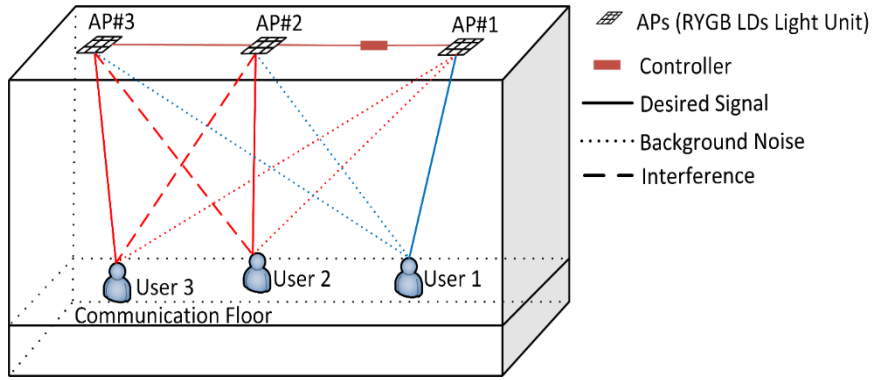 AP#3
AP#2
AP#1
User 3
User 2
User 1
Communication Floor
APs (RYGB LDs Light Unit)
Controller
Desired Signal
Background Noise
Interference